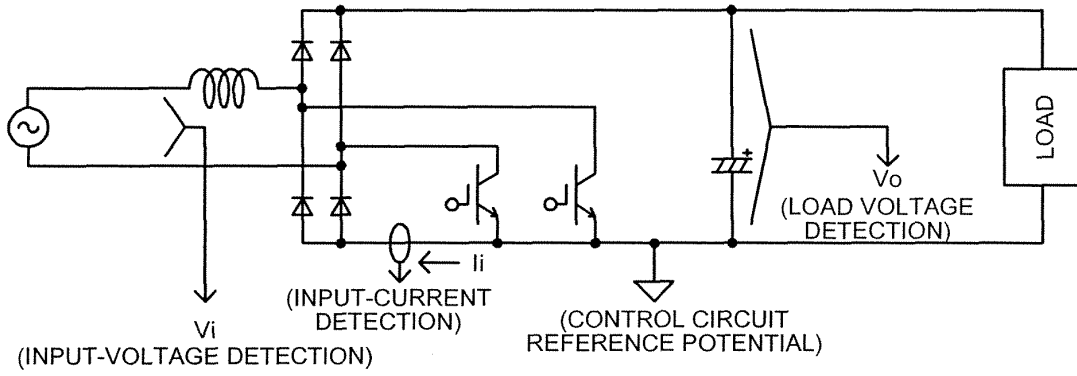 LOAD
Vo
(LOAD VOLTAGE
DETECTION)
+
Ii
(INPUT-CURRENT
DETECTION)
(CONTROL CIRCUIT
REFERENCE POTENTIAL)
Vi
(INPUT-VOLTAGE DETECTION)